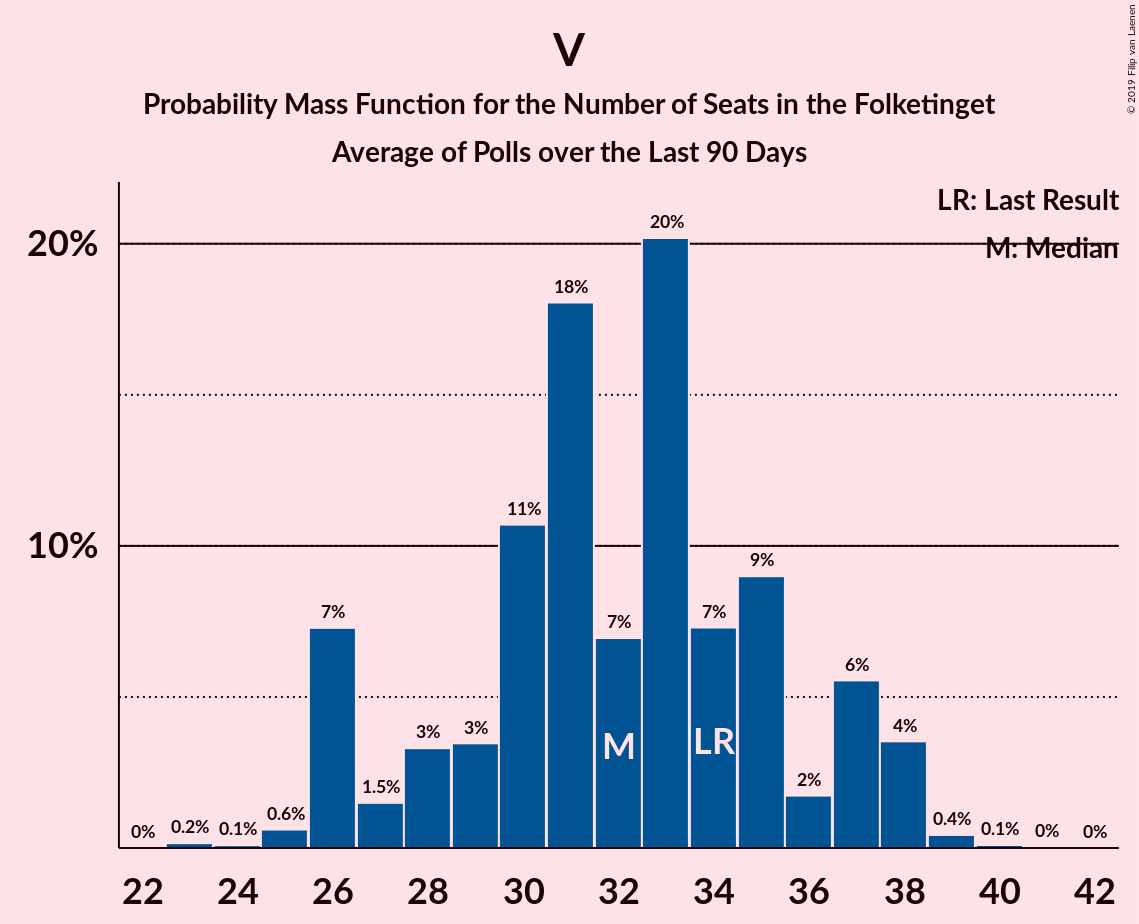 V
Probability Mass Function for the Number of Seats in the Folketinget
Average of Polls over the Last 90 Days
© 2019 Filip van Laenen
LR: Last Result
M: Median
20%
10%
0%
0.2%
0.1%
0.6%
7%
1.5%
3%
3%
11%
18%
7%
20%
7%
9%
2%
6%
4%
0.4%
0.1%
0%
0%
M
LR
22 24 26 28 30 32 34 36 38 40 42